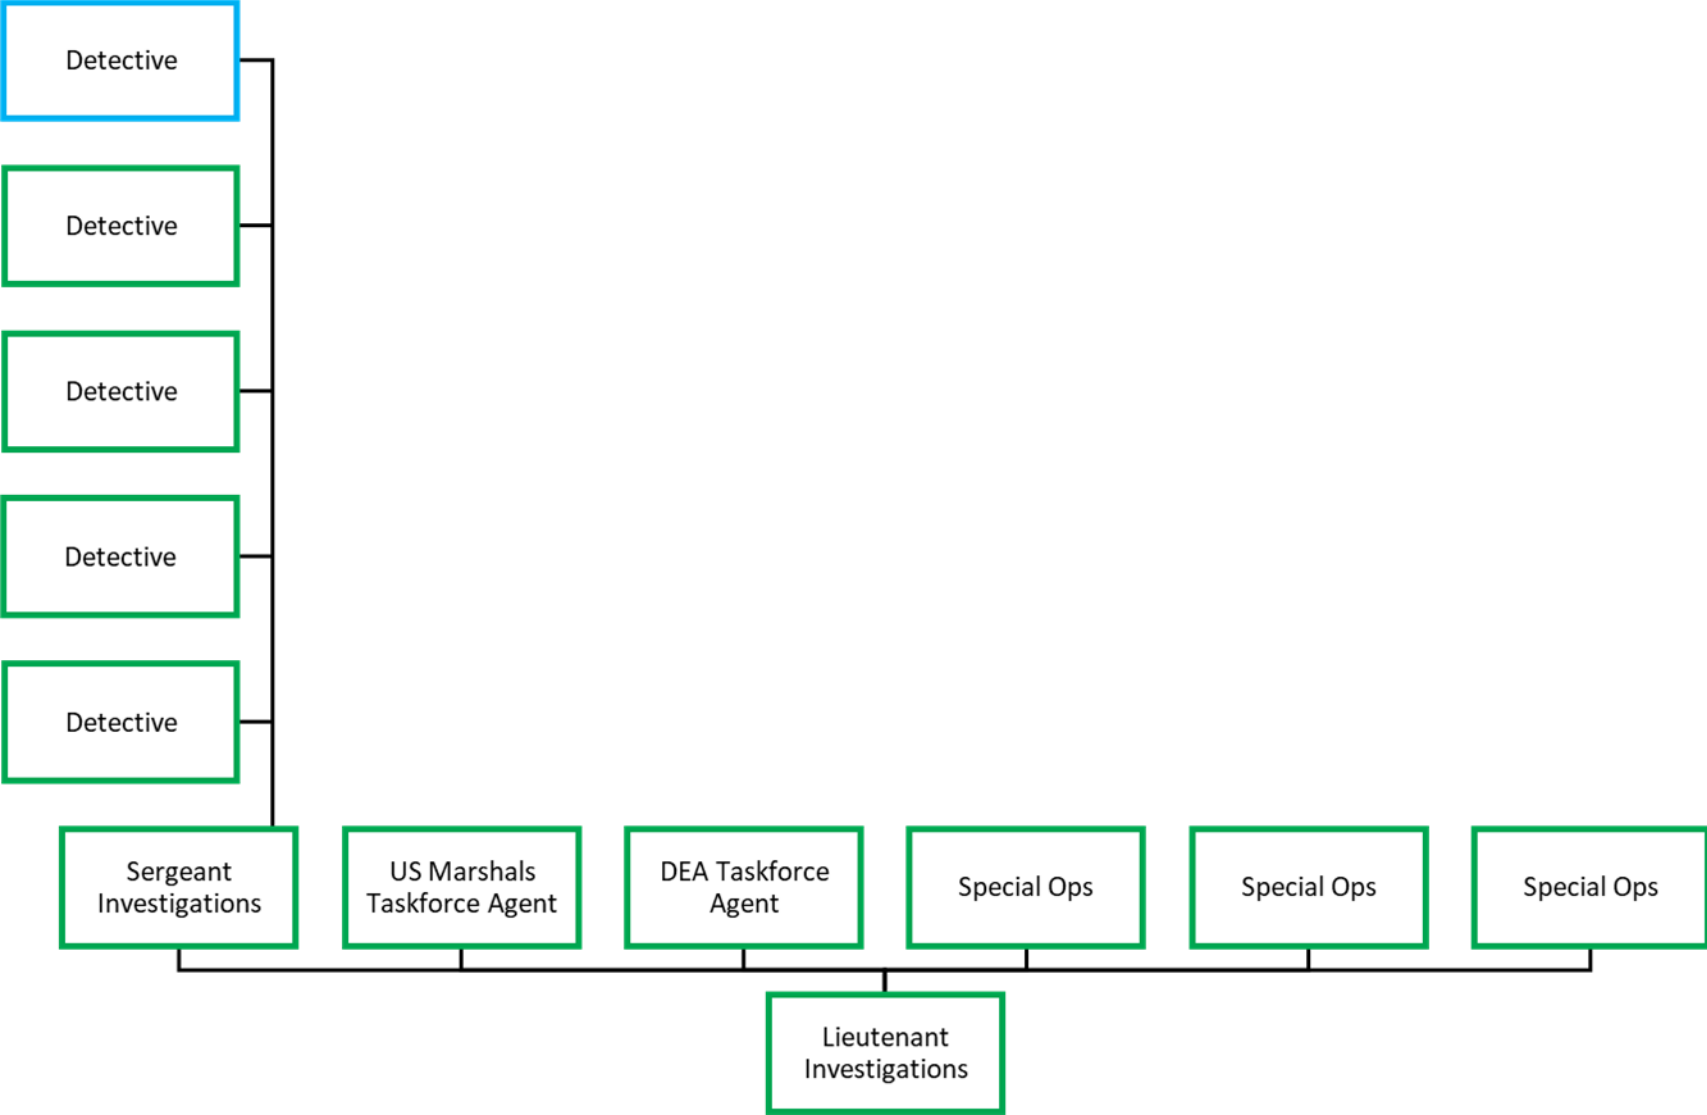 Detective
Detective
Detective
Detective
Detective
Sergeant
Investigations
US Marshals
Taskforce Agent
DEA Taskforce
Agent
Special Ops
Special Ops
Special Ops
Lieutenant
Investigations